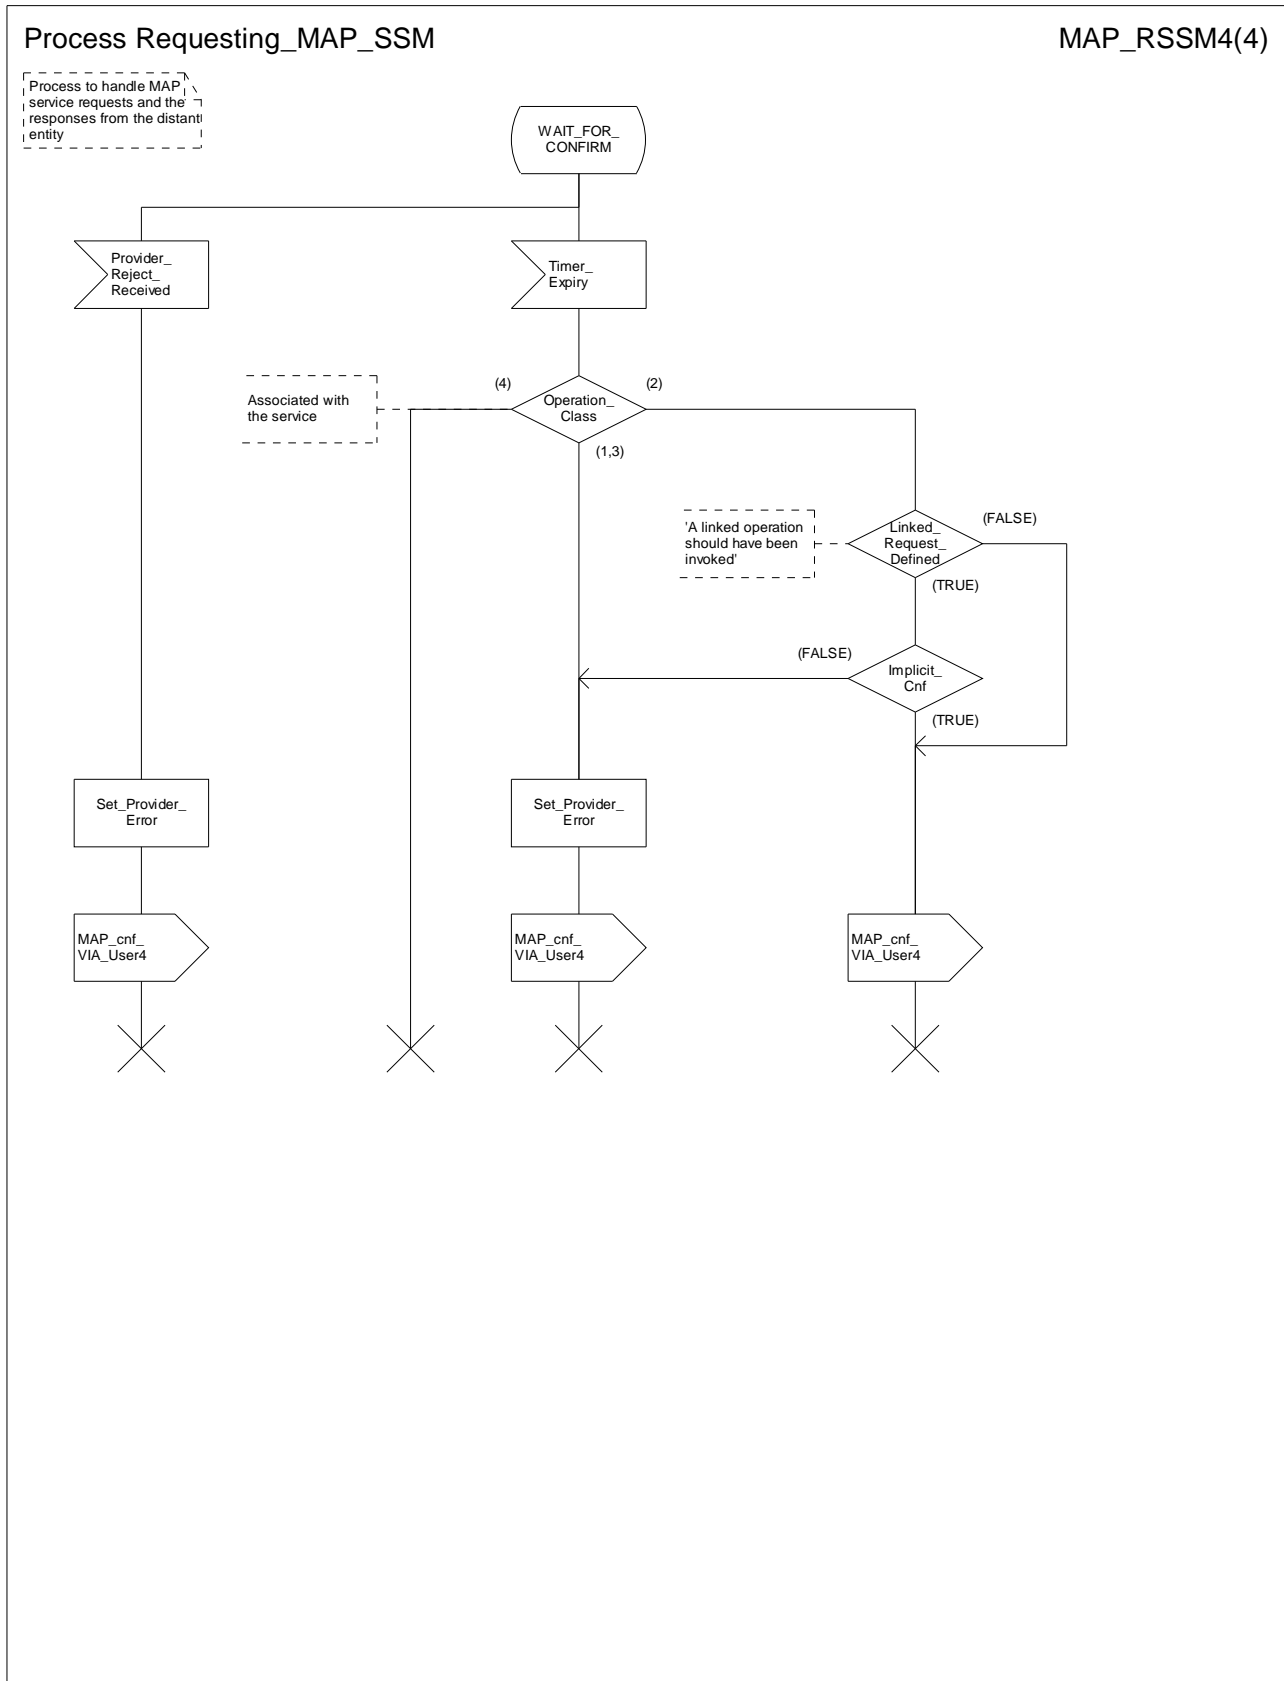 Process Requesting_MAP_SSM
MAP_RSSM4(4)
Process to handle MAP
service requests and the
responses from the distant
entity
WAIT_FOR_
CONFIRM
Provider_
Reject_
Received
Timer_
Expiry
Associated with
the service
(4)
Operation_
Class
(2)
(1,3)
'A linked operation
should have been
invoked'
Linked_
Request_
Defined
(FALSE)
(TRUE)
(FALSE)
Implicit_
Cnf
(TRUE)
Set_Provider_
Error
Set_Provider_
Error
MAP_cnf_
VIA_User4
MAP_cnf_
VIA_User4
MAP_cnf_
VIA_User4